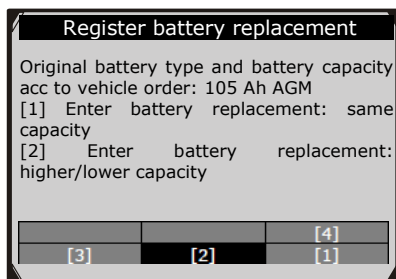 Register battery replacement
Original battery type and battery capacity
acc to vehicle order: 105 Ah AGM
[1] Enter battery replacement: same
capacity
[2] Enter battery replacement:
higher/lower capacity
[4]
[3] [2] [1]